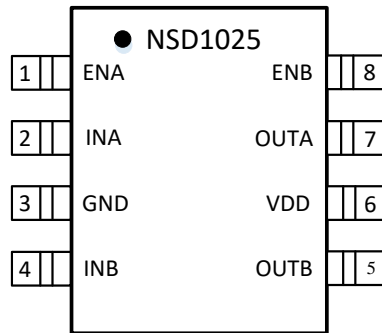 NSD1025
1 ENA ENB 8
2 INA OUTA 7
3 GND VDD 6
4 INB OUTB 5